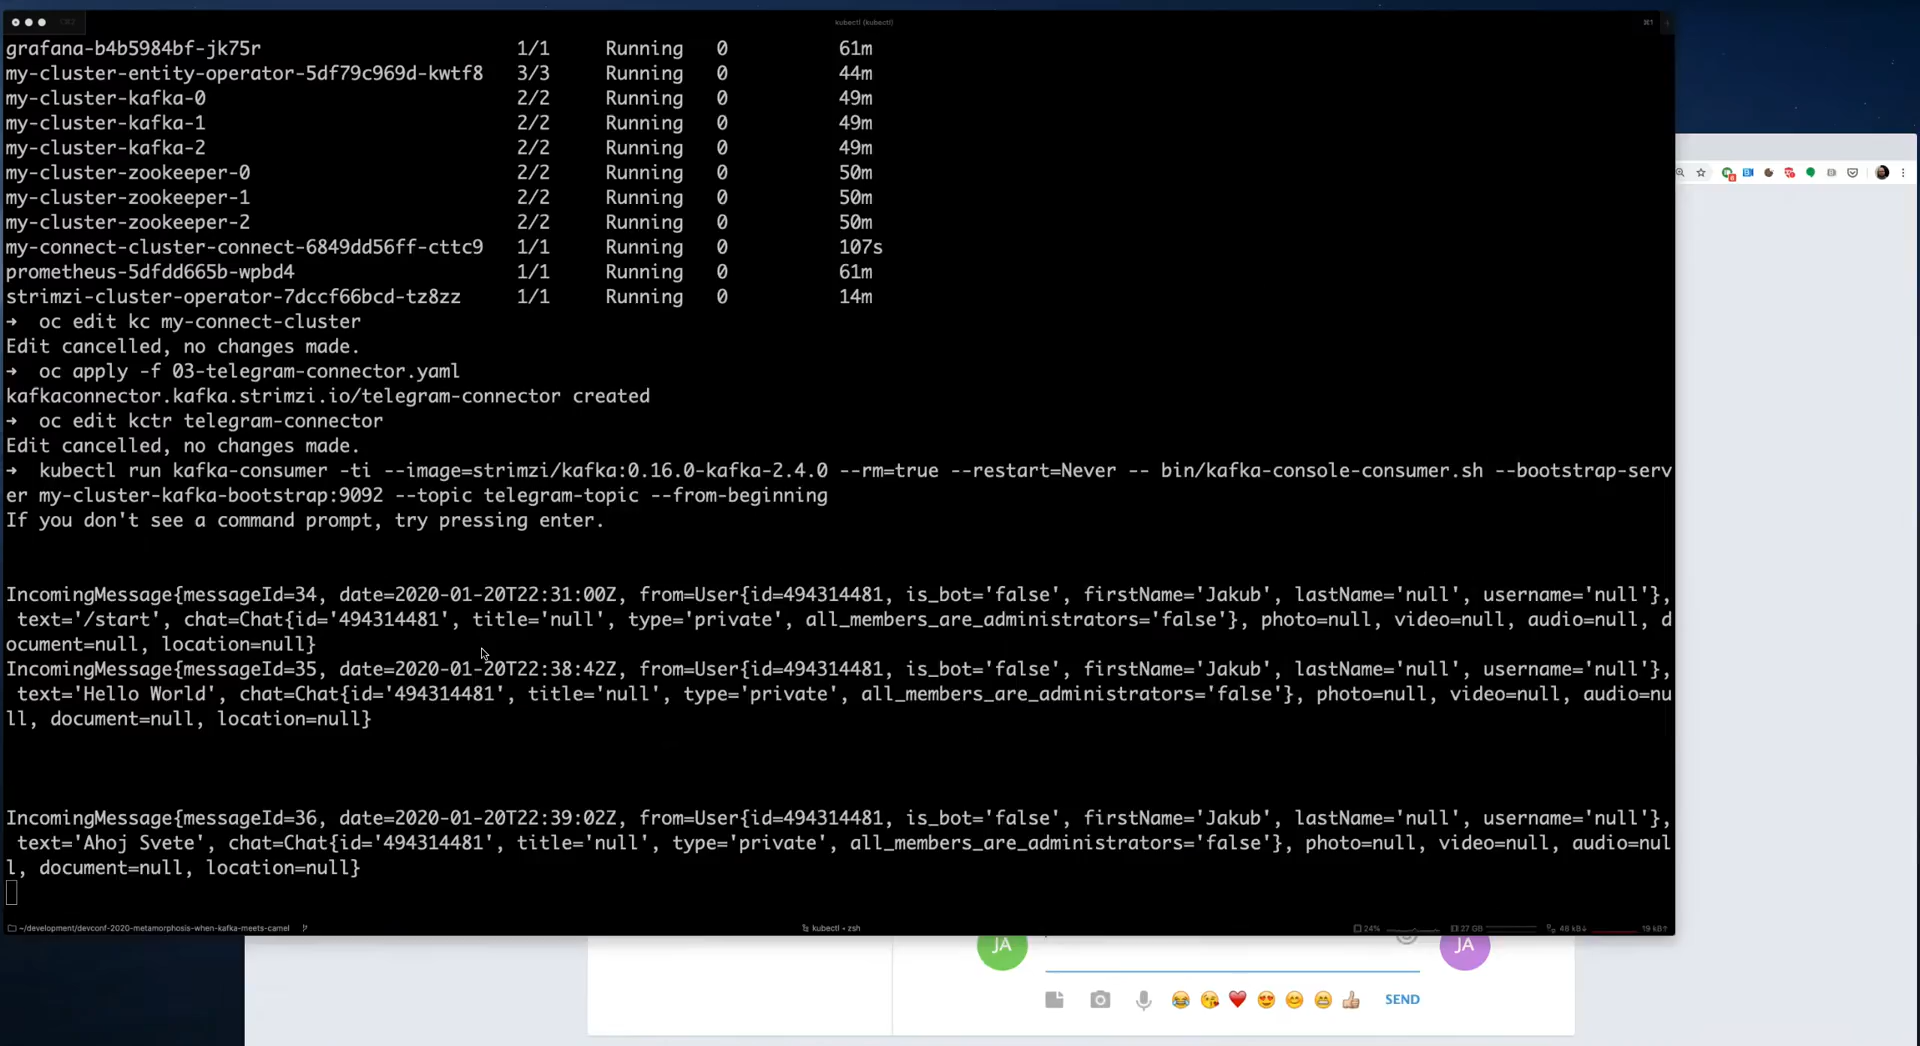 ⌘2
kubectl (kubectl)
⌘1
grafana-b4b5984bf-jk75r 1/1 Running 0 61m
my-cluster-entity-operator-5df79c969d-kwtf8 3/3 Running 0 44m
my-cluster-kafka-0 2/2 Running 0 49m
my-cluster-kafka-1 2/2 Running 0 49m
my-cluster-kafka-2 2/2 Running 0 49m
my-cluster-zookeeper-0 2/2 Running 0 50m
my-cluster-zookeeper-1 2/2 Running 0 50m
my-cluster-zookeeper-2 2/2 Running 0 50m
my-connect-cluster-connect-6849dd56ff-cttc9 1/1 Running 0 107s
prometheus-5dfdd665b-wpbd4 1/1 Running 0 61m
strimzi-cluster-operator-7dccf66bcd-tz8zz 1/1 Running 0 14m
→ oc edit kc my-connect-cluster
Edit cancelled, no changes made.
→ oc apply -f 03-telegram-connector.yaml
kafkaconnector.kafka.strimzi.io/telegram-connector created
→ oc edit kctr telegram-connector
Edit cancelled, no changes made.
→ kubectl run kafka-consumer -ti --image=strimzi/kafka:0.16.0-kafka-2.4.0 --rm=true --restart=Never -- bin/kafka-console-consumer.sh --bootstrap-serv
er my-cluster-kafka-bootstrap:9092 --topic telegram-topic --from-beginning
If you don't see a command prompt, try pressing enter.
IncomingMessage{messageId=34, date=2020-01-20T22:31:00Z, from=User{id=494314481, is_bot='false', firstName='Jakub', lastName='null', username='null'},
text='/start', chat=Chat{id='494314481', title='null', type='private', all_members_are_administrators='false'}, photo=null, video=null, audio=null, d
ocument=null, location=null}
IncomingMessage{messageId=35, date=2020-01-20T22:38:42Z, from=User{id=494314481, is_bot='false', firstName='Jakub', lastName='null', username='null'},
text='Hello World', chat=Chat{id='494314481', title='null', type='private', all_members_are_administrators='false'}, photo=null, video=null, audio=nu
ll, document=null, location=null}
IncomingMessage{messageId=36, date=2020-01-20T22:39:02Z, from=User{id=494314481, is_bot='false', firstName='Jakub', lastName='null', username='null'},
text='Ahoj Svete', chat=Chat{id='494314481', title='null', type='private', all_members_are_administrators='false'}, photo=null, video=null, audio=nul
l, document=null, location=null}
~/development/devconf-2020-metamorphosis-when-kafka-meets-camel
kubectl • zsh
24% 27 GB 48 kB↓ 19 kB↑
JA JA
SEND